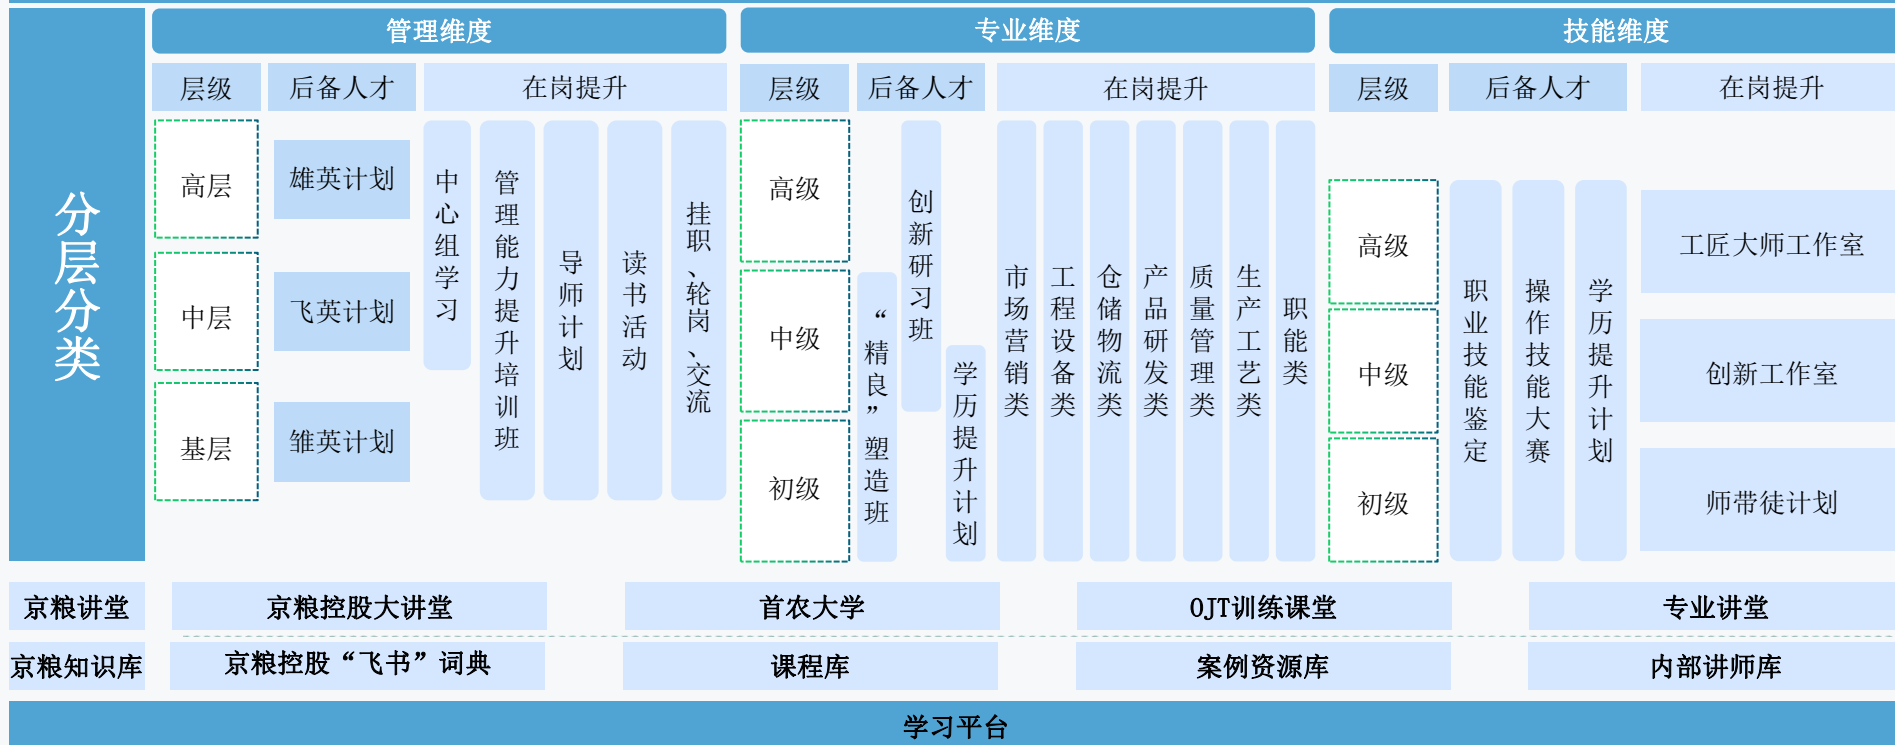 分层分类
管理维度
专业维度
技能维度
层级
后备人才
在岗提升
层级
后备人才
在岗提升
层级
后备人才
在岗提升
高层
中层
基层
雄英计划
飞英计划
雏英计划
中心组学习
管理能力提升培训班
导师计划
读书活动
挂职、轮岗、交流
高级
中级
初级
“精良”塑造班
创新研习班
学历提升计划
市场营销类
工程设备类
仓储物流类
产品研发类
质量管理类
生产工艺类
职能类
高级
中级
初级
职业技能鉴定
操作技能大赛
学历提升计划
工匠大师工作室
创新工作室
师带徒计划
京粮讲堂
京粮控股大讲堂
首农大学
OJT训练课堂
专业讲堂
京粮知识库
京粮控股“飞书”词典
课程库
案例资源库
内部讲师库
学习平台